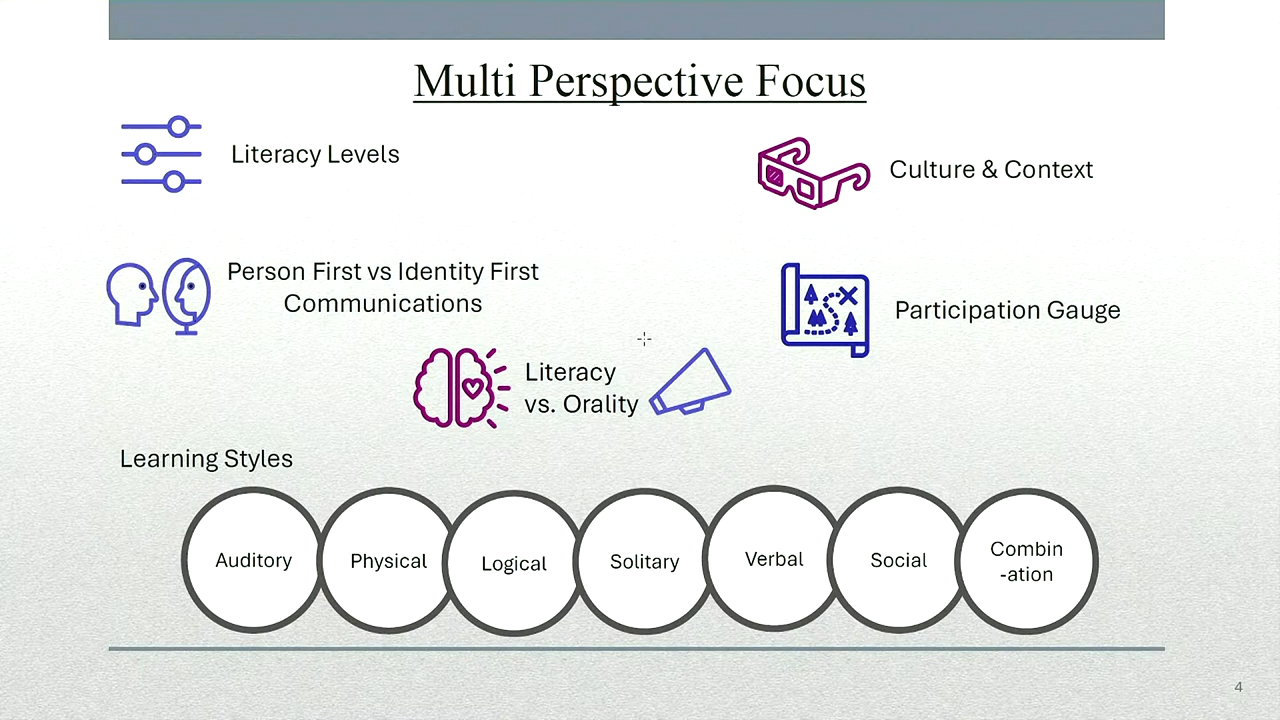 Multi Perspective Focus
Literacy Levels
Culture & Context
Person First vs Identity First
Communications
Participation Gauge
Literacy
vs. Orality
Learning Styles
Auditory
Physical
Logical
Solitary
Verbal
Social
Combin
-ation
4